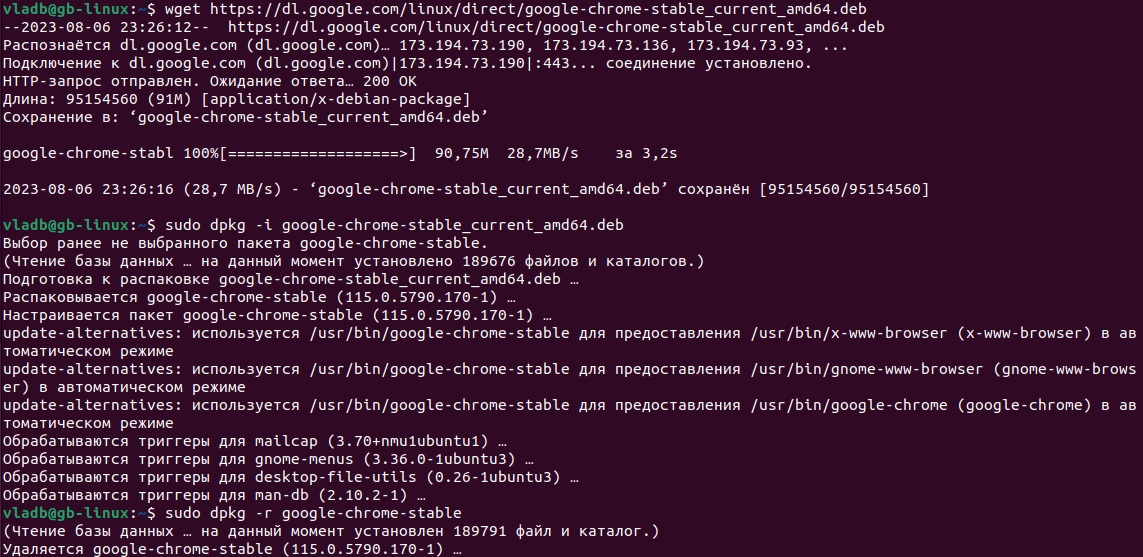 vladb@gb-linux:~$ wget https://dl.google.com/linux/direct/google-chrome-stable_current_amd64.deb
--2023-08-06 23:26:12--  https://dl.google.com/linux/direct/google-chrome-stable_current_amd64.deb
Распознаётся dl.google.com (dl.google.com)… 173.194.73.190, 173.194.73.136, 173.194.73.93, ...
Подключение к dl.google.com (dl.google.com)|173.194.73.190|:443... соединение установлено.
HTTP-запрос отправлен. Ожидание ответа… 200 OK
Длина: 95154560 (91M) [application/x-debian-package]
Сохранение в: ‘google-chrome-stable_current_amd64.deb’
google-chrome-stabl 100%[===================>]  90,75M  28,7MB/s    за 3,2s
2023-08-06 23:26:16 (28,7 MB/s) - ‘google-chrome-stable_current_amd64.deb’ сохранён [95154560/95154560]
vladb@gb-linux:~$ sudo dpkg -i google-chrome-stable_current_amd64.deb
Выбор ранее не выбранного пакета google-chrome-stable.
(Чтение базы данных … на данный момент установлено 189676 файлов и каталогов.)
Подготовка к распаковке google-chrome-stable_current_amd64.deb …
Распаковывается google-chrome-stable (115.0.5790.170-1) …
Настраивается пакет google-chrome-stable (115.0.5790.170-1) …
update-alternatives: используется /usr/bin/google-chrome-stable для предоставления /usr/bin/x-www-browser (x-www-browser) в ав
томатическом режиме
update-alternatives: используется /usr/bin/google-chrome-stable для предоставления /usr/bin/gnome-www-browser (gnome-www-brows
er) в автоматическом режиме
update-alternatives: используется /usr/bin/google-chrome-stable для предоставления /usr/bin/google-chrome (google-chrome) в ав
томатическом режиме
Обрабатываются триггеры для mailcap (3.70+nmu1ubuntu1) …
Обрабатываются триггеры для gnome-menus (3.36.0-1ubuntu3) …
Обрабатываются триггеры для desktop-file-utils (0.26-1ubuntu3) …
Обрабатываются триггеры для man-db (2.10.2-1) …
vladb@gb-linux:~$ sudo dpkg -r google-chrome-stable
(Чтение базы данных … на данный момент установлен 189791 файл и каталог.)
Удаляется google-chrome-stable (115.0.5790.170-1) …